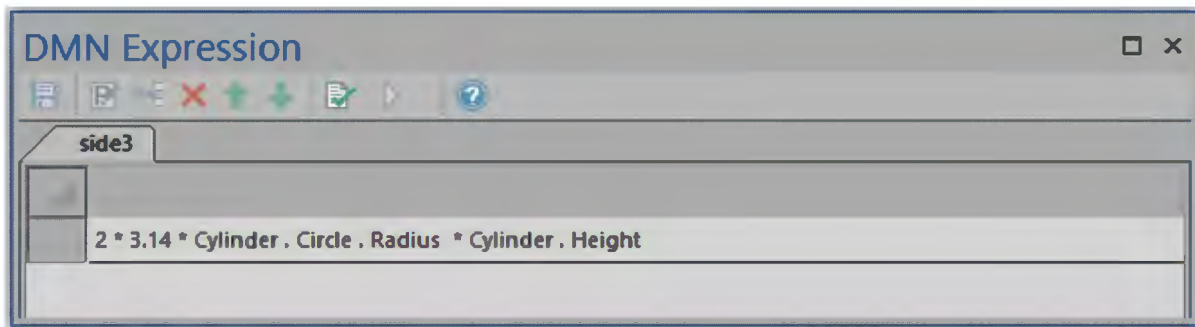 DMN Expression
side3
2 * 3.14 * Cylinder . Circle . Radius * Cylinder . Height